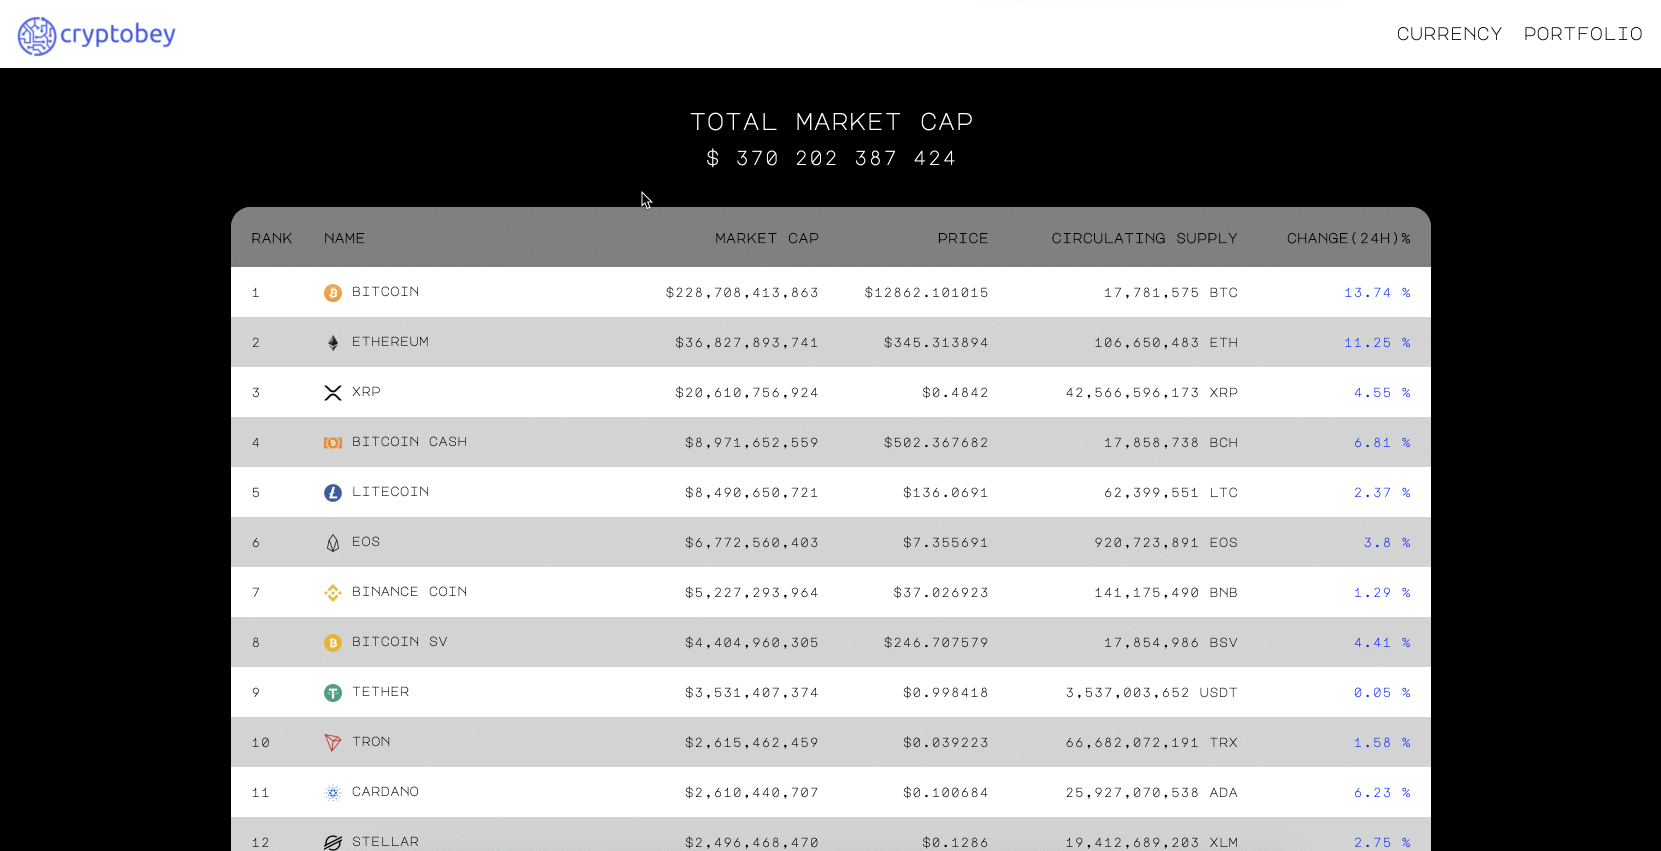 cryptobey CURRENCY PORTFOLIO
TOTAL MARKET CAP
$ 370 202 387 424
RANK NAME MARKET CAP PRICE CIRCULATING SUPPLY CHANGE(24H)%
1 BITCOIN $228,708,413,863 $12862.101015 17,781,575 BTC 13.74 %
2 ETHEREUM $36,827,893,741 $345.313894 106,650,483 ETH 11.25 %
3 XRP $20,610,756,924 $0.4842 42,566,596,173 XRP 4.55 %
4 BITCOIN CASH $8,971,652,559 $502.367682 17,858,738 BCH 6.81 %
5 LITECOIN $8,490,650,721 $136.0691 62,399,551 LTC 2.37 %
6 EOS $6,772,560,403 $7.355691 920,723,891 EOS 3.8 %
7 BINANCE COIN $5,227,293,964 $37.026923 141,175,490 BNB 1.29 %
8 BITCOIN SV $4,404,960,305 $246.707579 17,854,986 BSV 4.41 %
9 TETHER $3,531,407,374 $0.998418 3,537,003,652 USDT 0.05 %
10 TRON $2,615,462,459 $0.039223 66,682,072,191 TRX 1.58 %
11 CARDANO $2,610,440,707 $0.100684 25,927,070,538 ADA 6.23 %
12 STELLAR $2,496,468,470 $0.1286 19,412,689,203 XLM 2.75 %